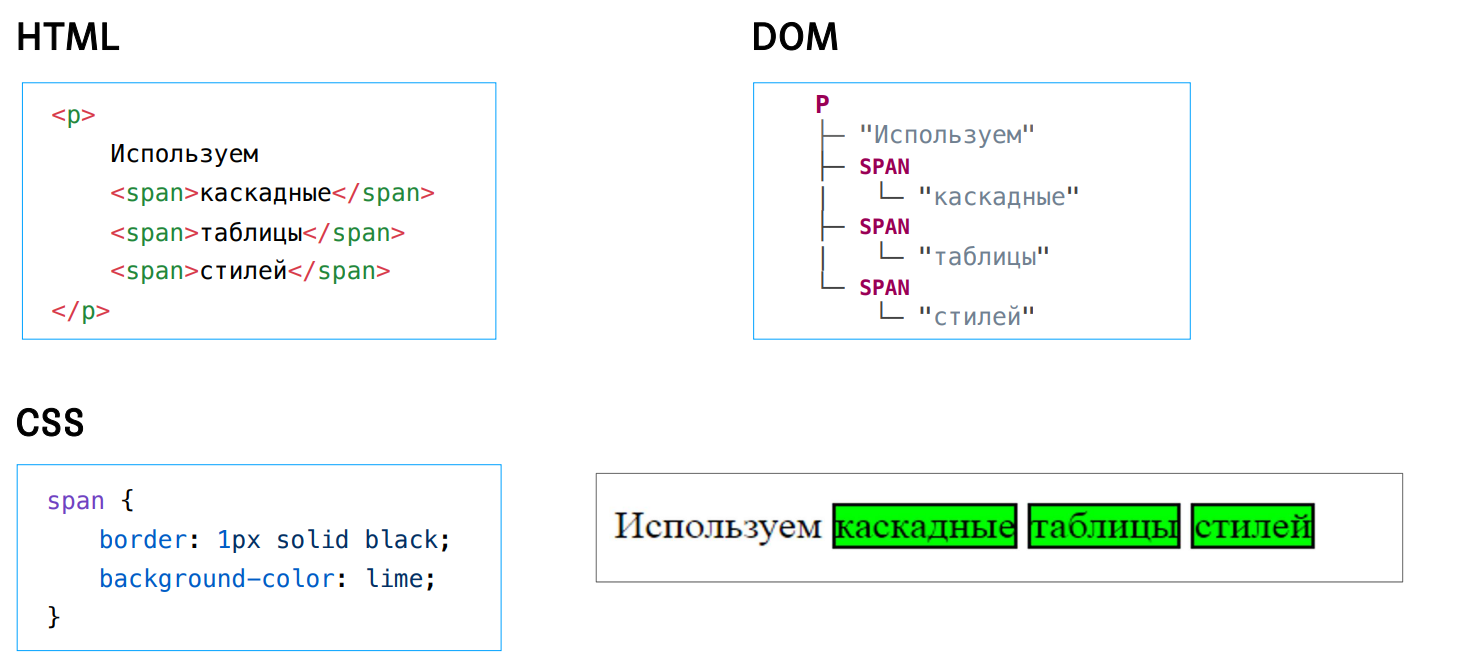 HTML
<p>
Используем
<span>каскадные</span>
<span>таблицы</span>
<span>стилей</span>
</p>
DOM
P
├─ "Используем"
├─ SPAN
|   └─ "каскадные"
├─ SPAN
|   └─ "таблицы"
└─ SPAN
└─ "стилей"
CSS
span {
border: 1px solid black;
background-color: lime;
}
Используем каскадные таблицы стилей